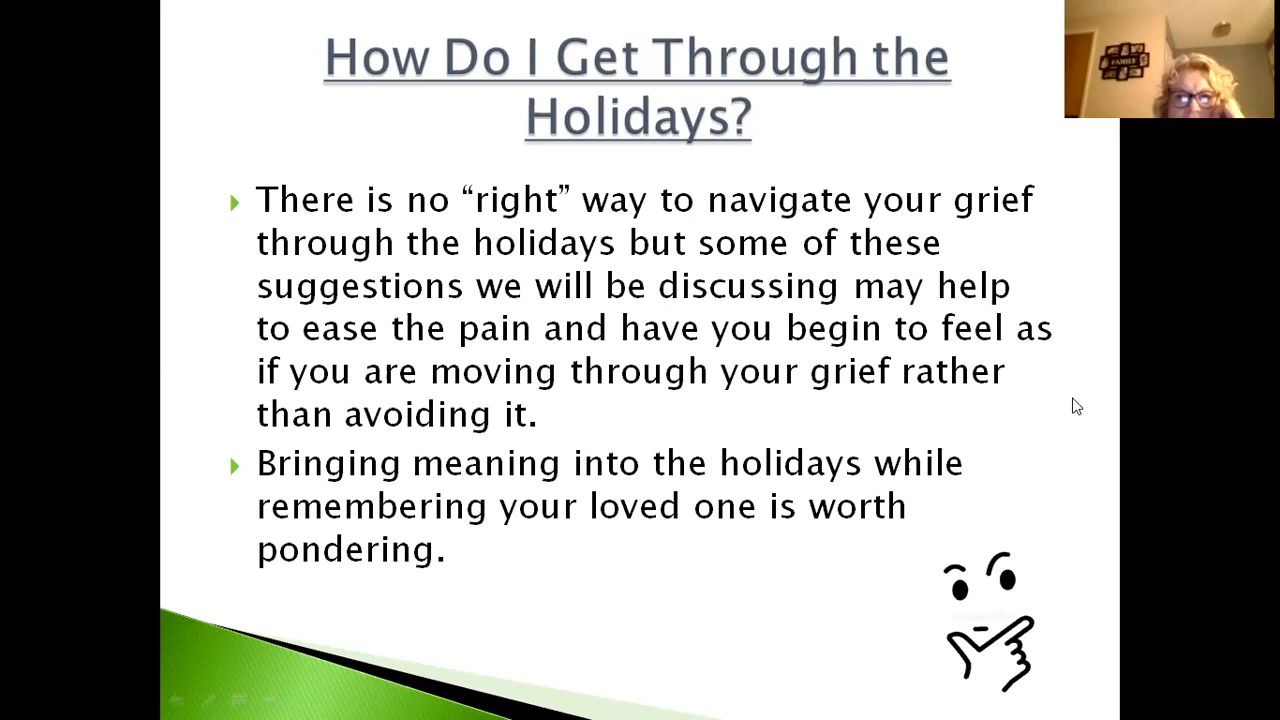 How Do I Get Through the
Holidays?
There is no “right” way to navigate your grief
through the holidays but some of these
suggestions we will be discussing may help
to ease the pain and have you begin to feel as
if you are moving through your grief rather
than avoiding it.
Bringing meaning into the holidays while
remembering your loved one is worth
pondering.
FAMILY